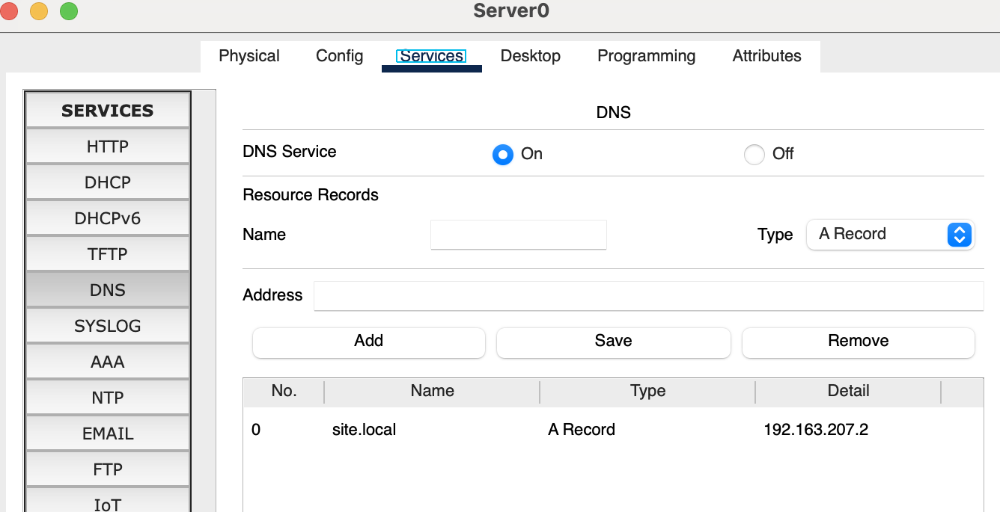 Server0
Physical Config Services Desktop Programming Attributes
SERVICES
HTTP
DHCP
DHCPv6
TFTP
DNS
SYSLOG
AAA
NTP
EMAIL
FTP
IoT
DNS
DNS Service On Off
Resource Records
Name Type A Record
Address
Add Save Remove
No. Name Type Detail
0 site.local A Record 192.163.207.2